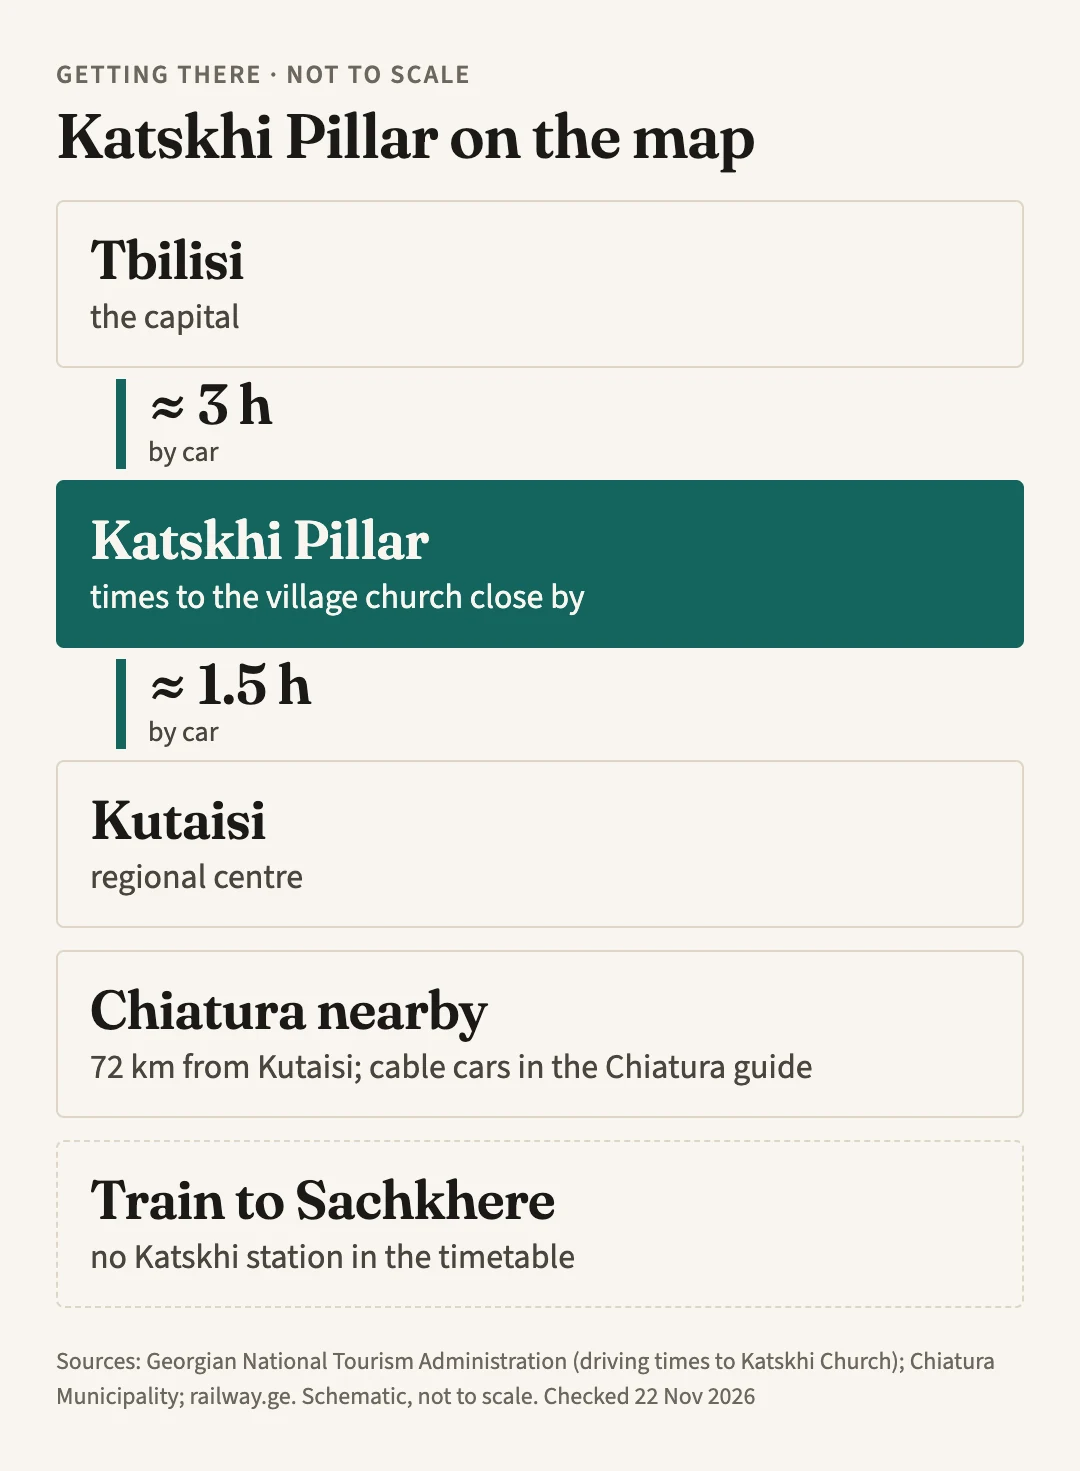 GETTING THERE · NOT TO SCALE
Katskhi Pillar on the map
Tbilisi
the capital
≈ 3 h
by car
Katskhi Pillar
times to the village church close by
≈ 1.5 h
by car
Kutaisi
regional centre
Chiatura nearby
72 km from Kutaisi; cable cars in the Chiatura guide
Train to Sachkhere
no Katskhi station in the timetable
Sources: Georgian National Tourism Administration (driving times to Katskhi Church); Chiatura
Municipality; railway.ge. Schematic, not to scale. Checked 22 Nov 2026